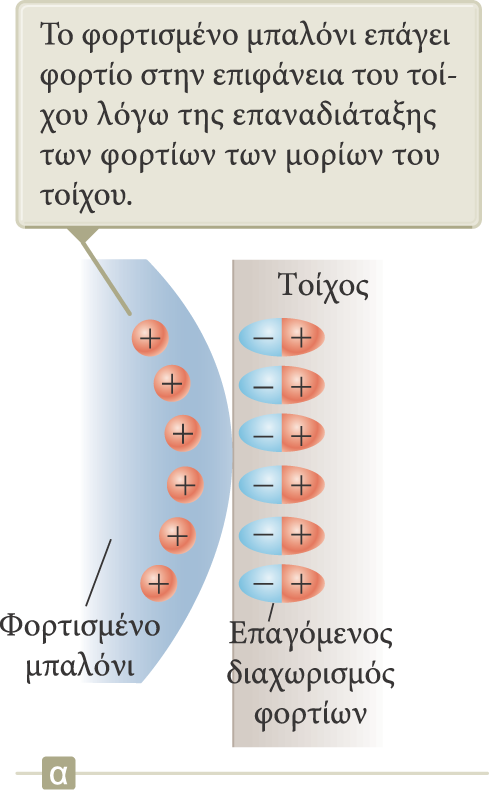 Το φορτισμένο μπαλόνι επάγει
φορτίο στην επιφάνεια του τοί-
χου λόγω της επαναδιάταξης
των φορτίων των μορίων του
τοίχου.
Τοίχος
+ − +
+ − +
+ − +
+ − +
+ − +
+ − +
Φορτισμένο
μπαλόνι
Επαγόμενος
διαχωρισμός
φορτίων
α